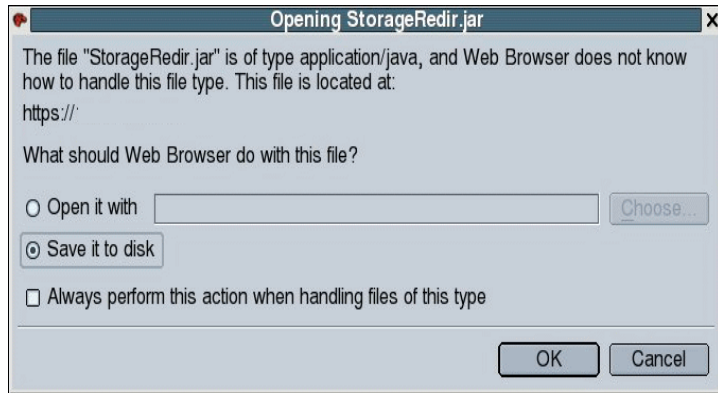 Opening StorageRedir.jar
The file "StorageRedir.jar" is of type application/java, and Web Browser does not know
how to handle this file type. This file is located at:
https://
What should Web Browser do with this file?
Open it with
Choose...
Save it to disk
Always perform this action when handling files of this type
OK
Cancel